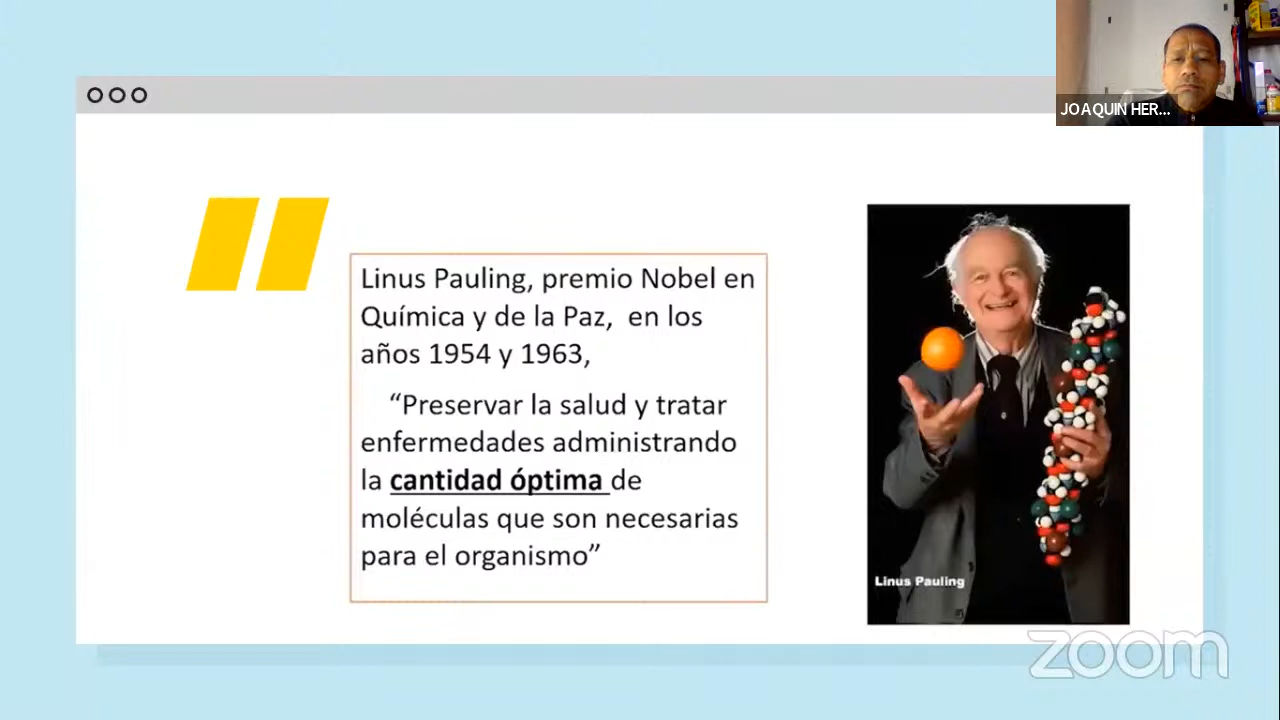 JOAQUIN HER...
Linus Pauling, premio Nobel en
Química y de la Paz, en los
años 1954 y 1963,
“Preservar la salud y tratar
enfermedades administrando
la cantidad óptima de
moléculas que son necesarias
para el organismo”
Linus Pauling
zoom